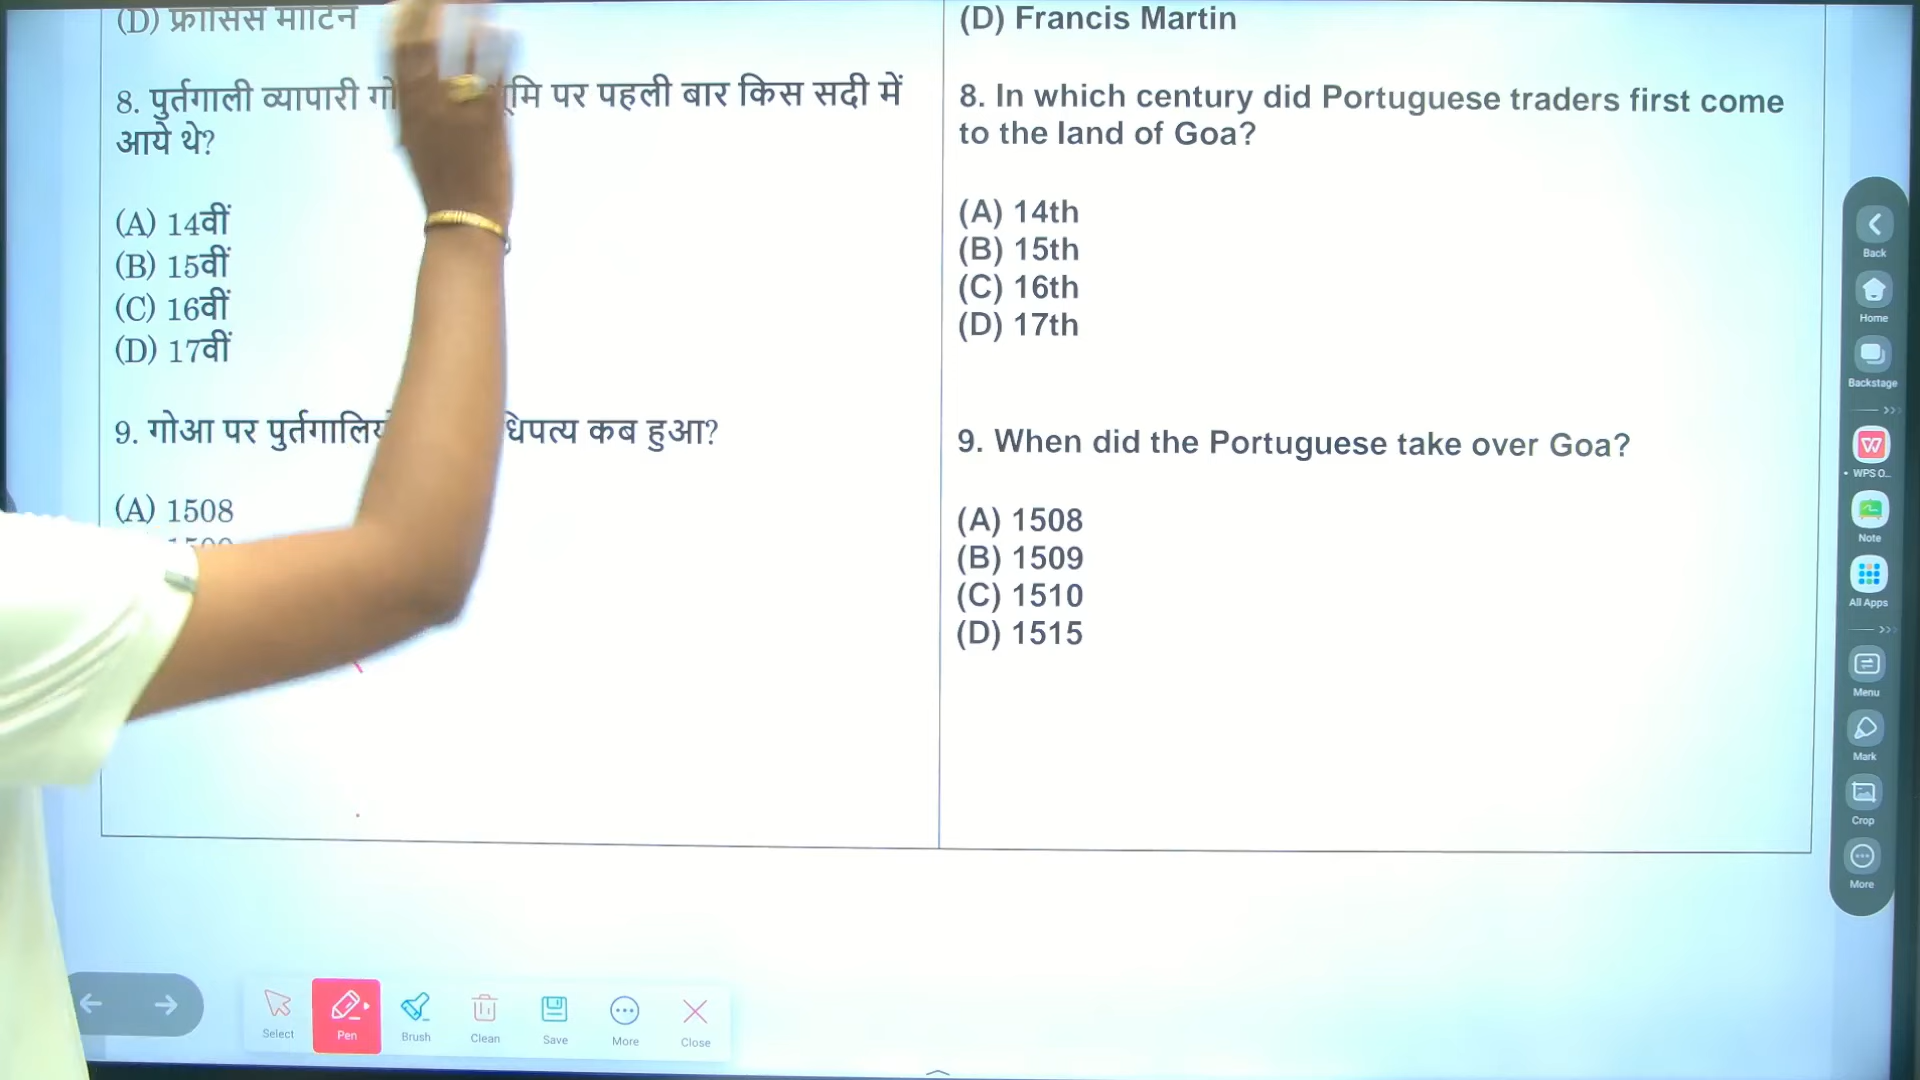 (D) फ्रांसिस मार्टिन
8. पुर्तगाली व्यापारी पर पहली बार किस सदी में
आये थे?
(A) 14वीं
(B) 15वीं
(C) 16वीं
(D) 17वीं
9. गोआ पर कब हुआ?
(A) 1508
(D) Francis Martin
8. In which century did Portuguese traders first come
to the land of Goa?
(A) 14th
(B) 15th
(C) 16th
(D) 17th
9. When did the Portuguese take over Goa?
(A) 1508
(B) 1509
(C) 1510
(D) 1515
Back
Home
Backstage
WPS O...
Note
All Apps
Menu
Mark
Crop
More
Select
Pen
Brush
Clean
Save
More
Close